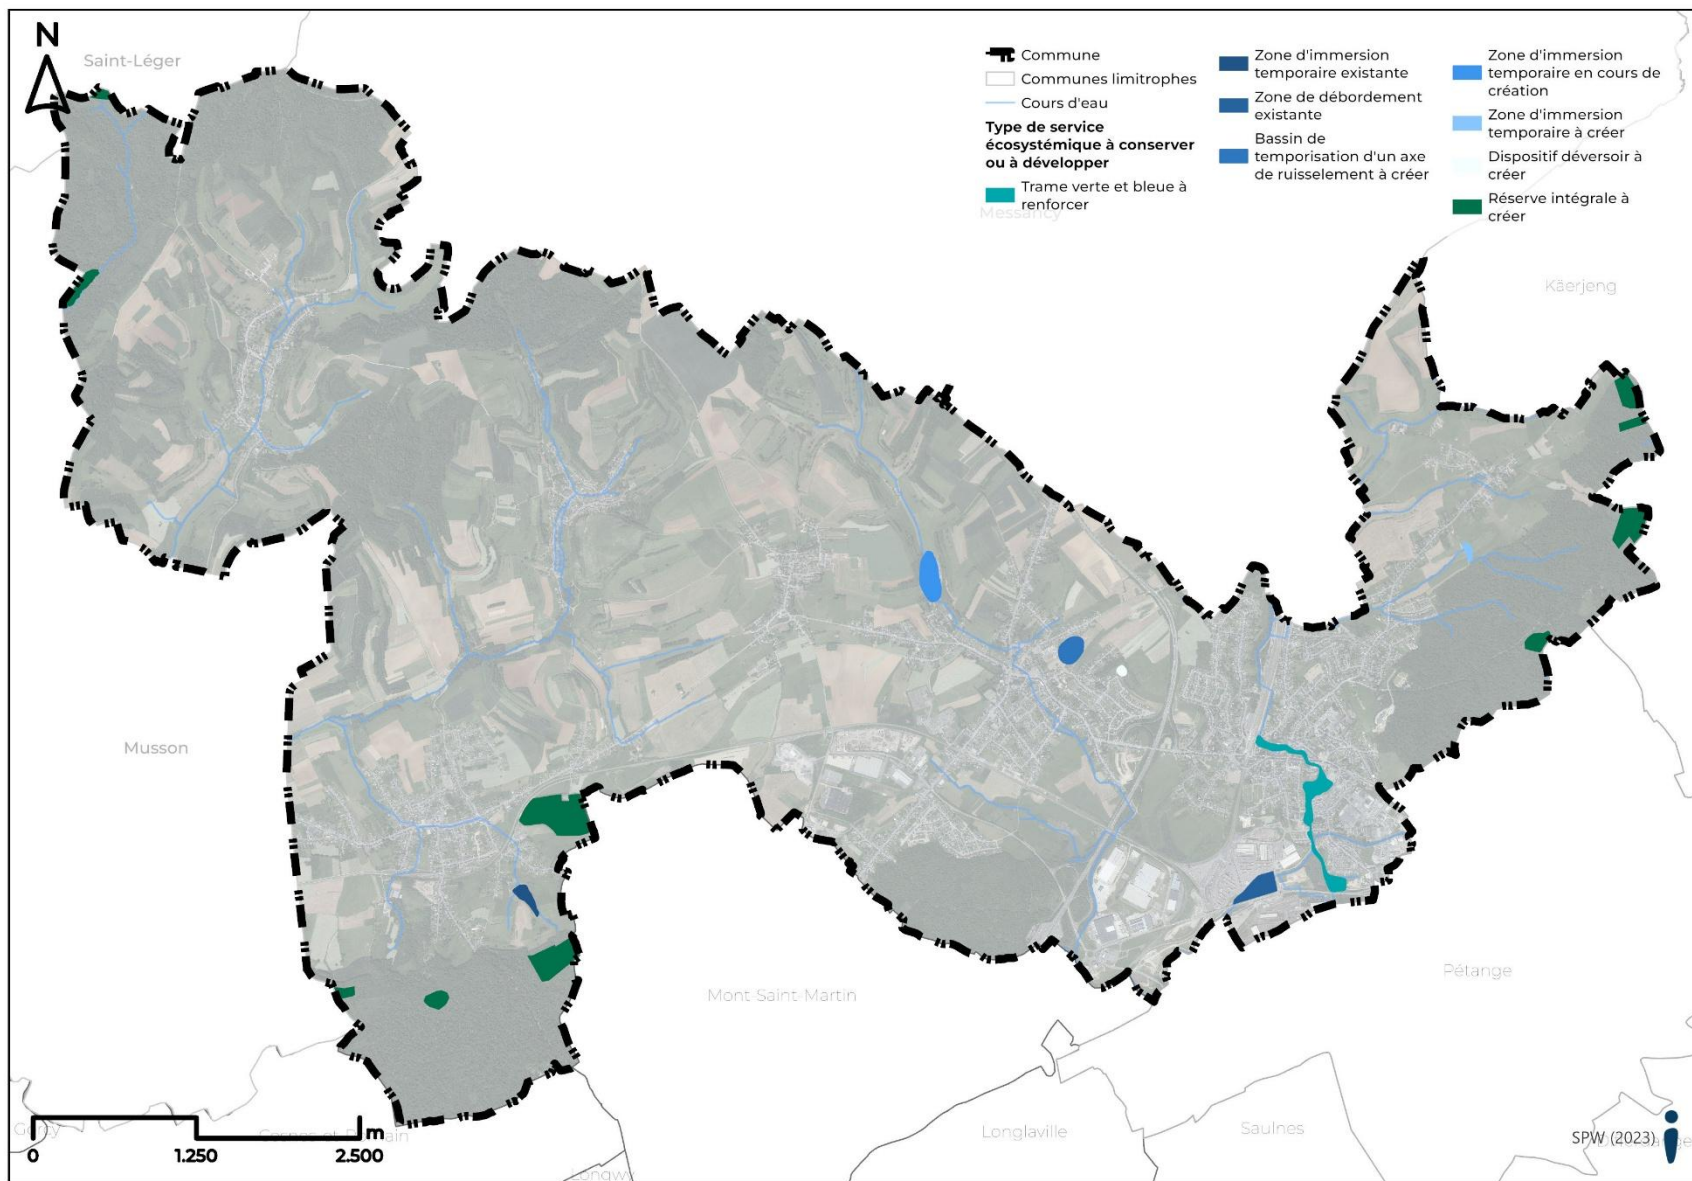 N
Saint-Léger
Commune
Communes limitrophes
Cours d'eau
Type de service
écosystémique à conserver
ou à développer
Trame verte et bleue à
renforcer
Zone d'immersion
temporaire existante
Zone de débordement
existante
Bassin de
temporisation d'un axe
de ruisselement à créer
Zone d'immersion
temporaire en cours de
création
Zone d'immersion
temporaire à créer
Dispositif déversoir à
créer
Réserve intégrale à
créer
Messancy
Käerjeng
Musson
Mont-Saint-Martin
Pétange
Gorcy
Longlaville
Saulnes
Longwy
m
0
1.250
2.500
SPW (2023)